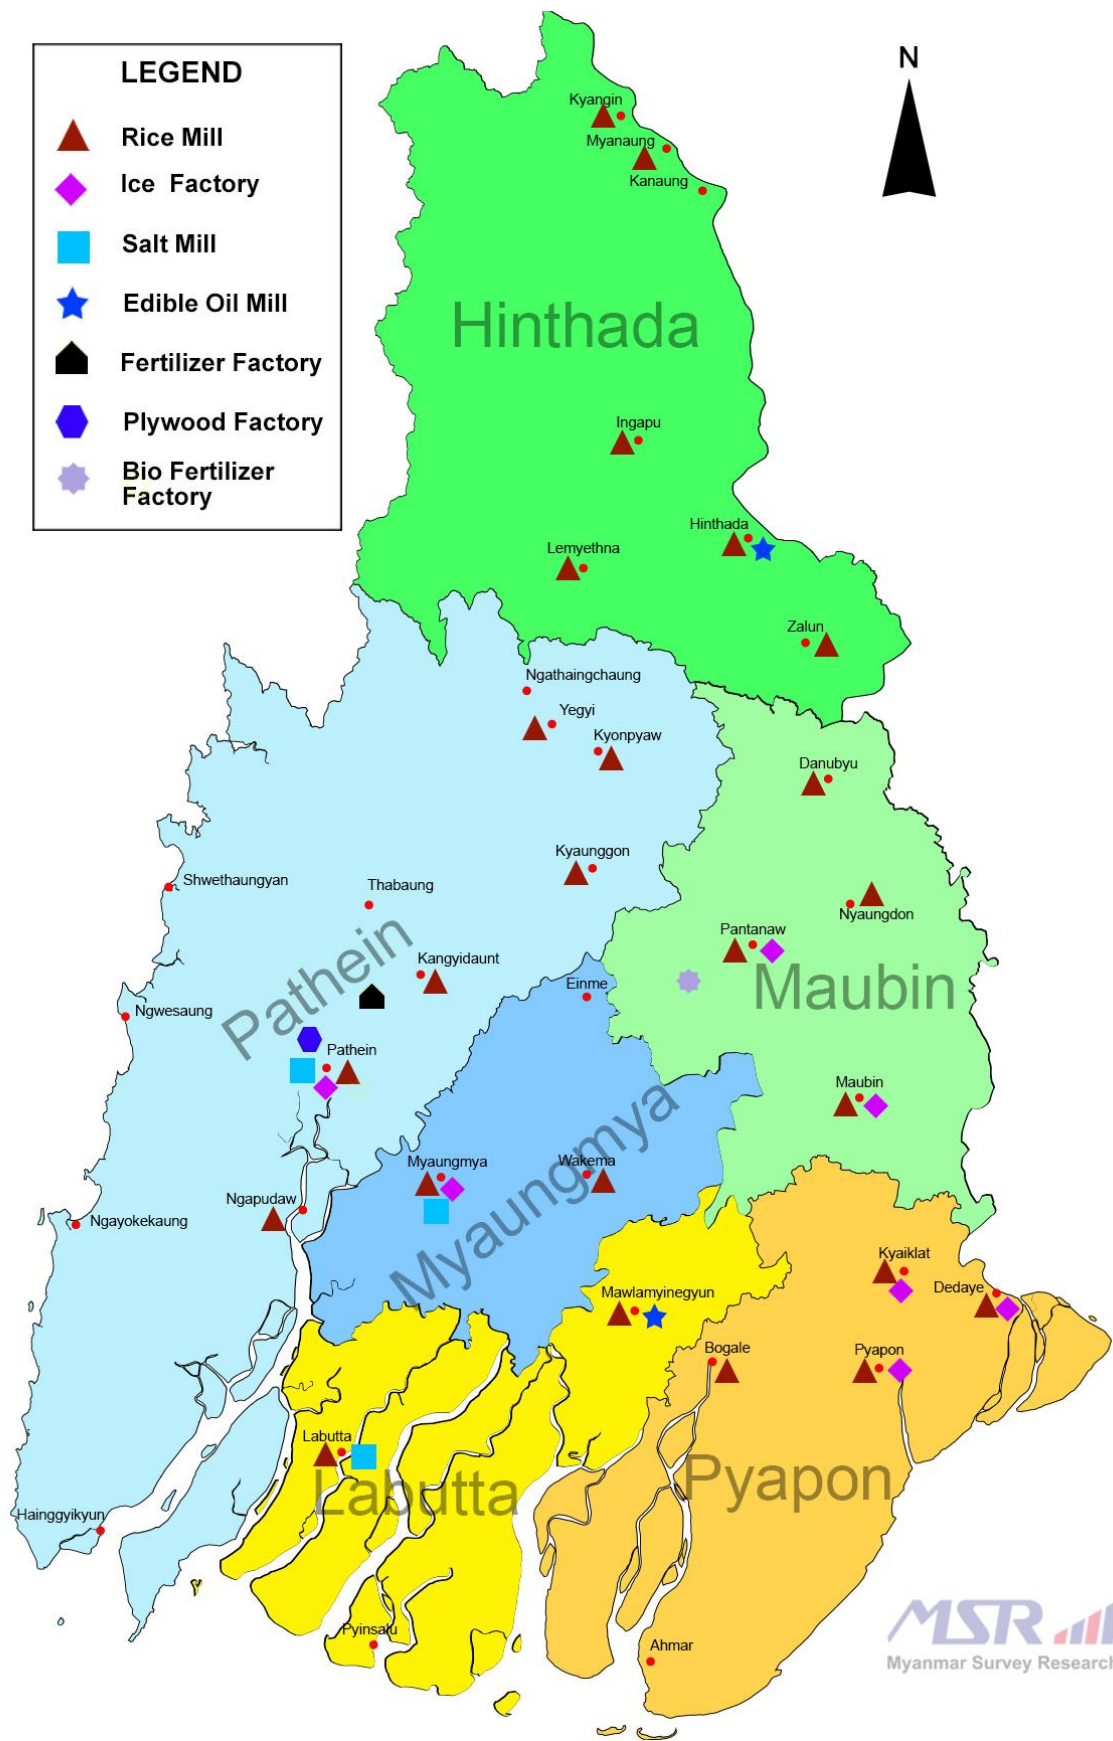 LEGEND
Rice Mill
Ice Factory
Salt Mill
Edible Oil Mill
Fertilizer Factory
Plywood Factory
Bio Fertilizer
Factory
N
Kyangin
Myanaung
Kanaung
Hinthada
Ingapu
Hinthada
Lemyethna
Zalun
Ngathaingchaung
Yegyi
Kyonpyaw
Danubyu
Kyaunggon
Shwethaungyan
Thabaung
Nyaungdon
Pantanaw
Pathein
Kangyidaunt
Einme
Maubin
Ngwesaung
Pathein
Maubin
Myaungmya
Myaungmya
Wakema
Ngapudaw
Ngayokekaung
Kyaiklat
Dedaye
Mawlamyinegyun
Bogale
Pyapon
Labutta
Labutta
Pyapon
Hainggyikyun
Pyinsalu
Ahmar
MSR
Myanmar Survey Research